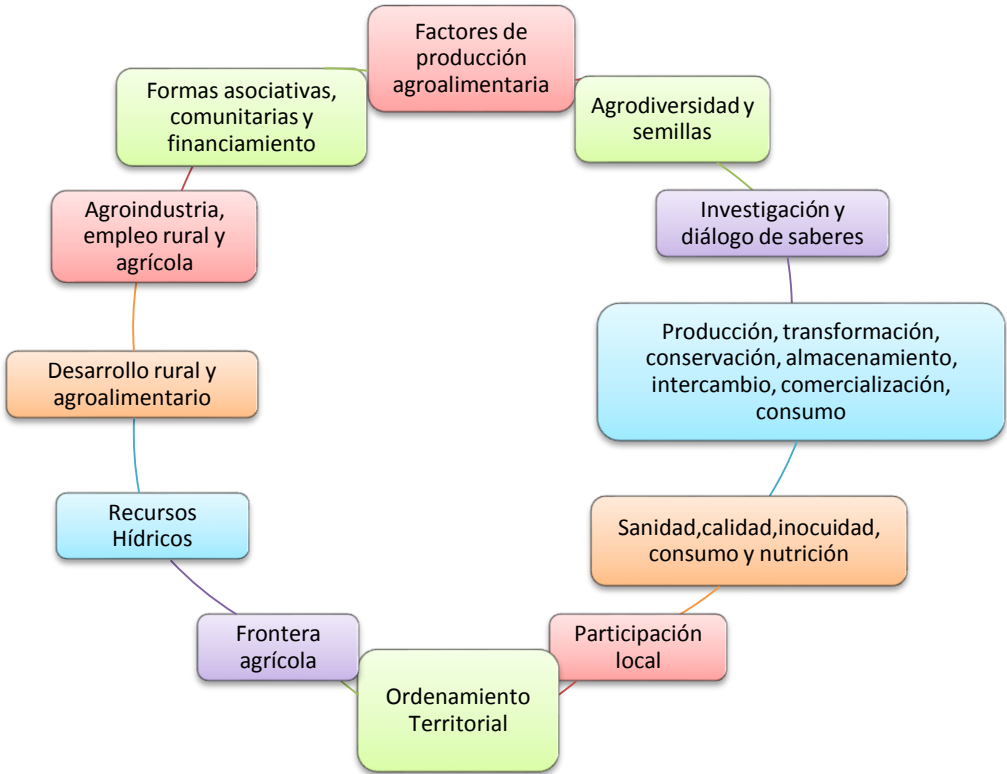 Factores de
producción
agroalimentaria
Agrodiversidad y
semillas
Investigación y
diálogo de saberes
Producción, transformación,
conservación, almacenamiento,
intercambio, comercialización,
consumo
Sanidad,calidad,inocuidad,
consumo y nutrición
Participación
local
Ordenamiento
Territorial
Frontera
agrícola
Recursos
Hídricos
Desarrollo rural y
agroalimentario
Agroindustria,
empleo rural y
agrícola
Formas asociativas,
comunitarias y
financiamiento